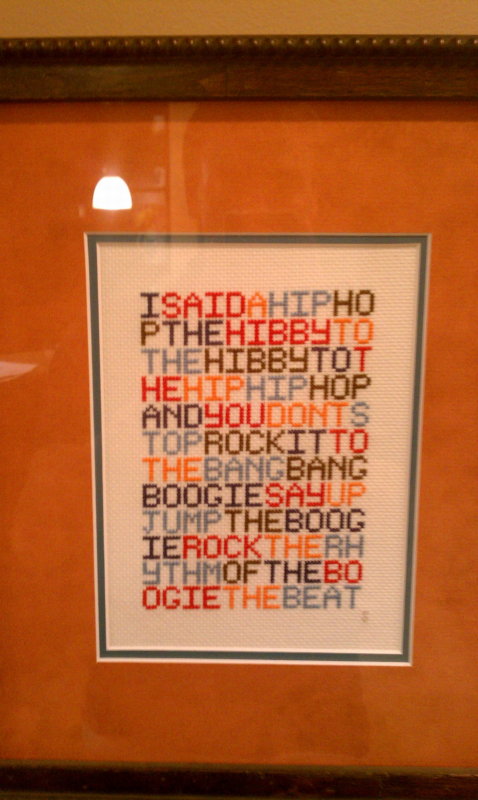 ISAIDAHIPHO
PTHEHIBBYTO
THEHIBBYTOT
HEHIPHIPHOP
ANDYOUDONTS
TOPROCKITTO
THEBANGBANG
BOOGIESAYUP
JUMPTHEBOOG
IEROCKTHERH
YTHMOFTHEBO
OGIETHEBEAT